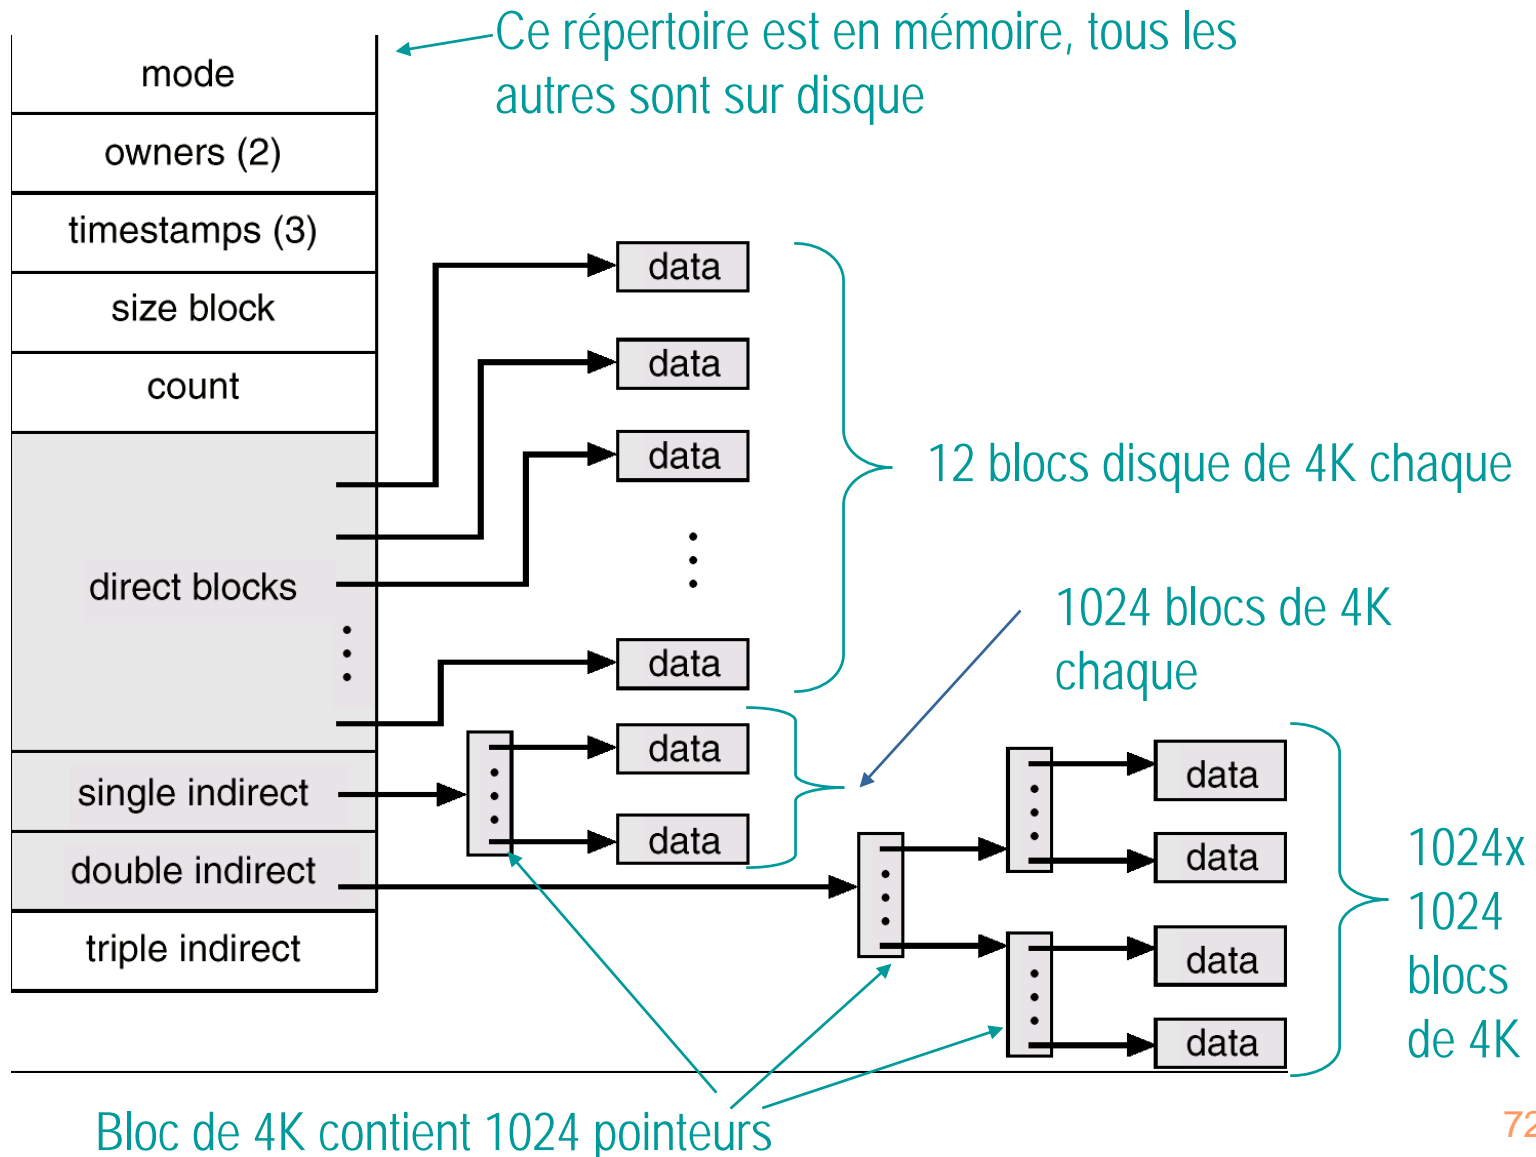 Ce répertoire est en mémoire, tous les
autres sont sur disque
mode
owners (2)
timestamps (3)
size block
count
direct blocks
single indirect
double indirect
triple indirect
data
data
data
data
12 blocs disque de 4K chaque
1024 blocs de 4K
chaque
data
data
data
data
data
data
1024x
1024
blocs
de 4K
Bloc de 4K contient 1024 pointeurs
72